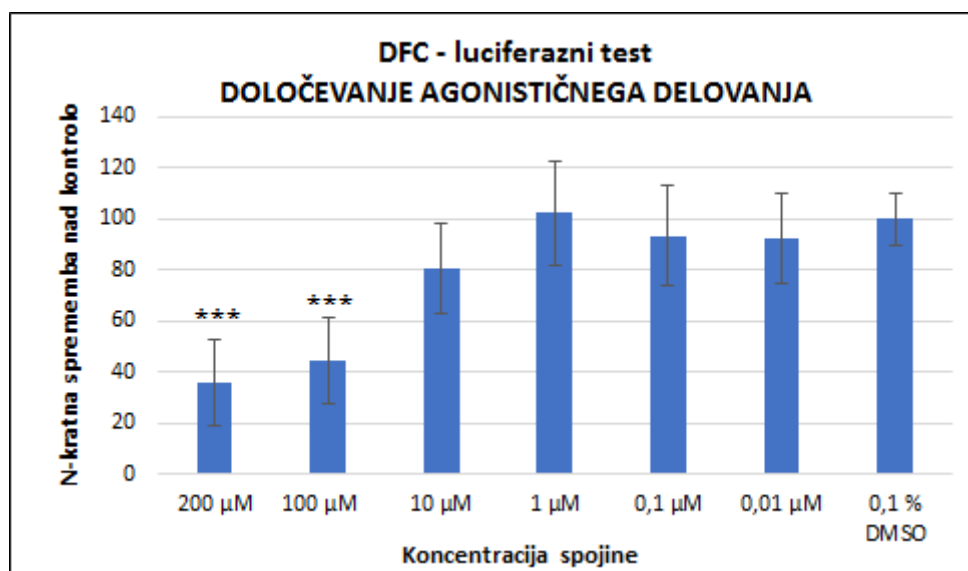 DFC - luciferazni test
DOLOČEVANJE AGONISTIČNEGA DELOVANJA
N-kratna sprememba nad kontrolo
140
120
100
80
60
40
20
0
***
***
200 µM
100 µM
10 µM
1 µM
0,1 µM
0,01 µM
0,1 %
DMSO
Koncentracija spojine